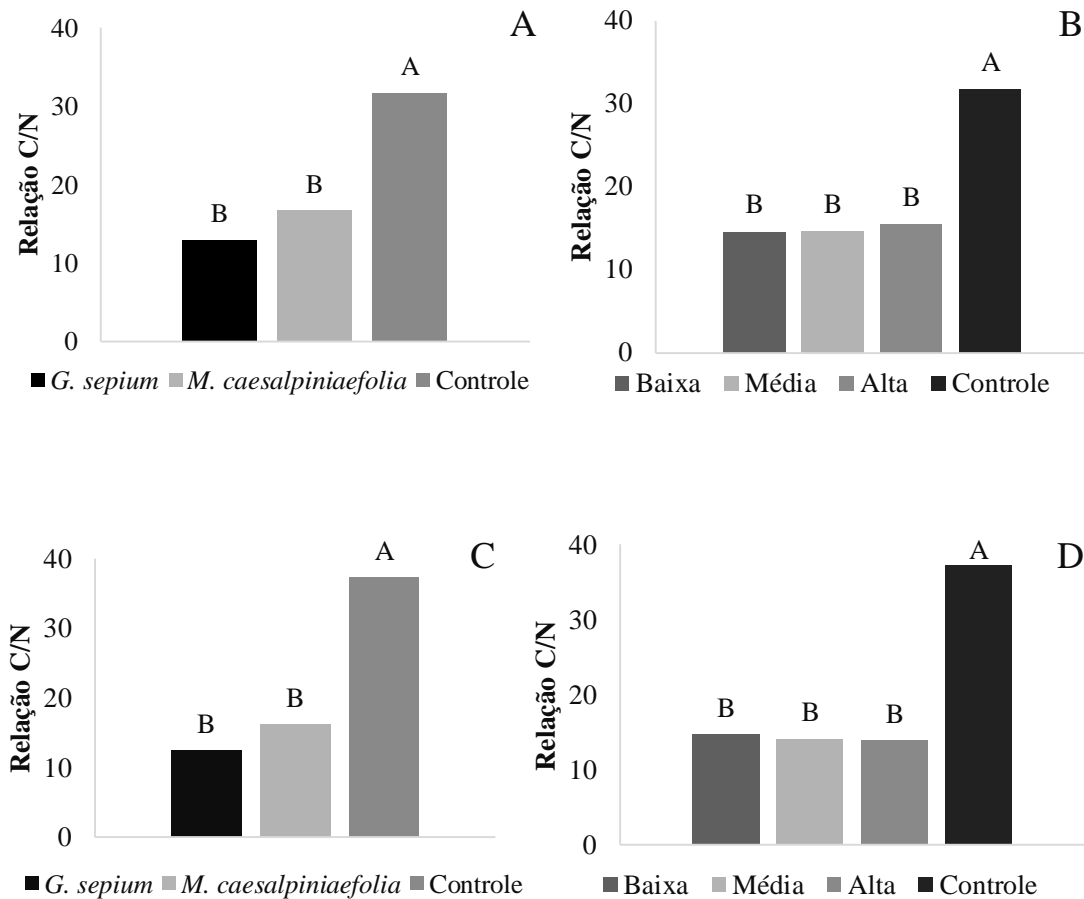 A
Relação C/N
40
30
20
10
0
B
B
A
■ G. sepium ■ M. caesalpiniaefolia ■ Controle
B
Relação C/N
40
30
20
10
0
B
B
B
A
■ Baixa ■ Média ■ Alta ■ Controle
C
Relação C/N
40
30
20
10
0
B
B
A
■ G. sepium ■ M. caesalpiniaefolia ■ Controle
D
Relação C/N
40
30
20
10
0
B
B
B
A
■ Baixa ■ Média ■ Alta ■ Controle